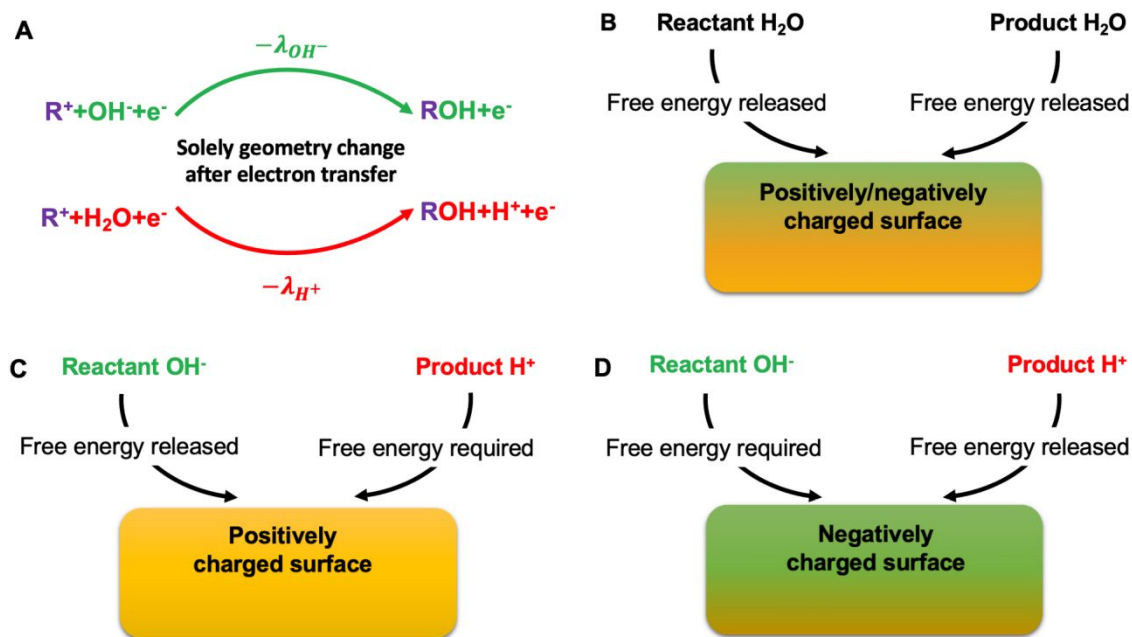 A
−λ_OH⁻
R⁺+OH⁻+e⁻
ROH+e⁻
Solely geometry change
after electron transfer
R⁺+H₂O+e⁻
ROH+H⁺+e⁻
−λ_H⁺
B
Reactant H₂O
Product H₂O
Free energy released
Free energy released
Positively/negatively
charged surface
C
Reactant OH⁻
Product H⁺
Free energy released
Free energy required
Positively
charged surface
D
Reactant OH⁻
Product H⁺
Free energy required
Free energy released
Negatively
charged surface